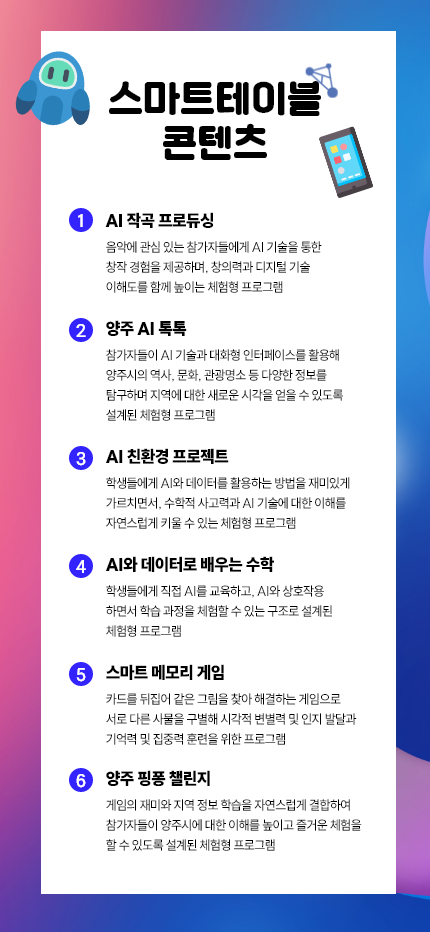 스마트테이블
콘텐츠
1 AI 작곡 프로듀싱
음악에 관심 있는 참가자들에게 AI 기술을 통한
창작 경험을 제공하며, 창의력과 디지털 기술
이해도를 함께 높이는 체험형 프로그램
2 양주 AI 톡톡
참가자들이 AI 기술과 대화형 인터페이스를 활용해
양주시의 역사, 문화, 관광명소 등 다양한 정보를
탐구하며 지역에 대한 새로운 시각을 얻을 수 있도록
설계된 체험형 프로그램
3 AI 친환경 프로젝트
학생들에게 AI와 데이터를 활용하는 방법을 재미있게
가르치면서, 수학적 사고력과 AI 기술에 대한 이해를
자연스럽게 키울 수 있는 체험형 프로그램
4 AI와 데이터로 배우는 수학
학생들에게 직접 AI를 교육하고, AI와 상호작용
하면서 학습 과정을 체험할 수 있는 구조로 설계된
체험형 프로그램
5 스마트 메모리 게임
카드를 뒤집어 같은 그림을 찾아 해결하는 게임으로
서로 다른 사물을 구별해 시각적 변별력 및 인지 발달과
기억력 및 집중력 훈련을 위한 프로그램
6 양주 핑퐁 챌린지
게임의 재미와 지역 정보 학습을 자연스럽게 결합하여
참가자들이 양주시에 대한 이해를 높이고 즐거운 체험을
할 수 있도록 설계된 체험형 프로그램